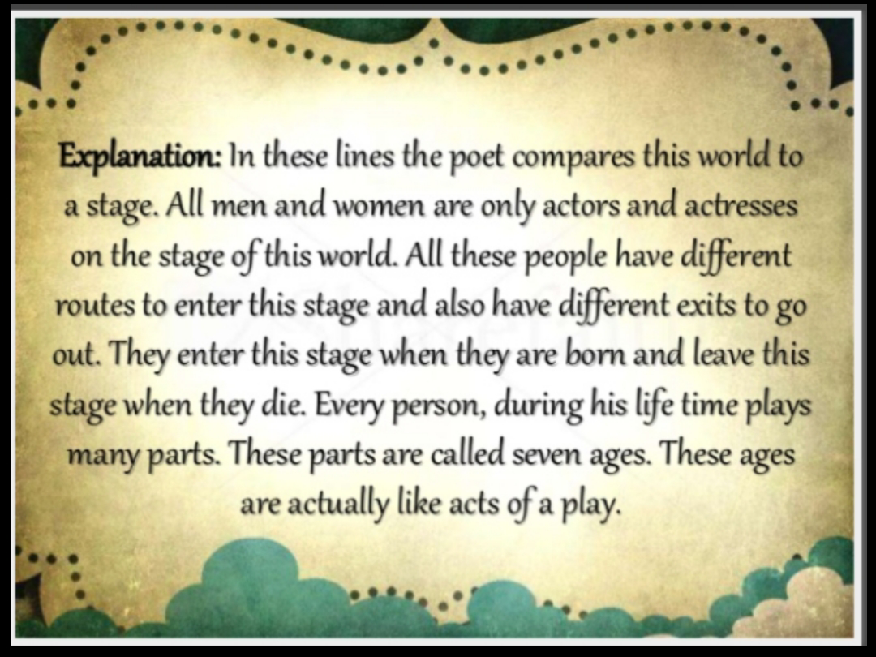 Explanation: In these lines the poet compares this world to
a stage. All men and women are only actors and actresses
on the stage of this world. All these people have different
routes to enter this stage and also have different exits to go
out. They enter this stage when they are born and leave this
stage when they die. Every person, during his life time plays
many parts. These parts are called seven ages. These ages
are actually like acts of a play.